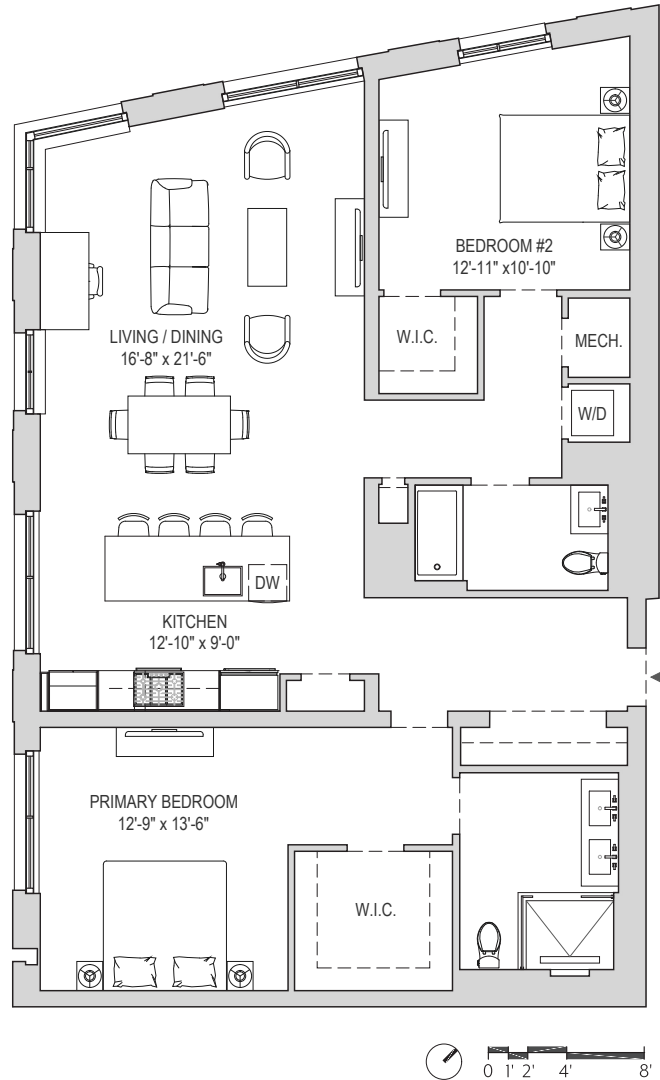 BEDROOM #2
12'-11" x10'-10"
W.I.C.
MECH.
LIVING / DINING
16'-8" x 21'-6"
W/D
DW
KITCHEN
12'-10" x 9'-0"
PRIMARY BEDROOM
12'-9" x 13'-6"
W.I.C.
0 1' 2' 4' 8'